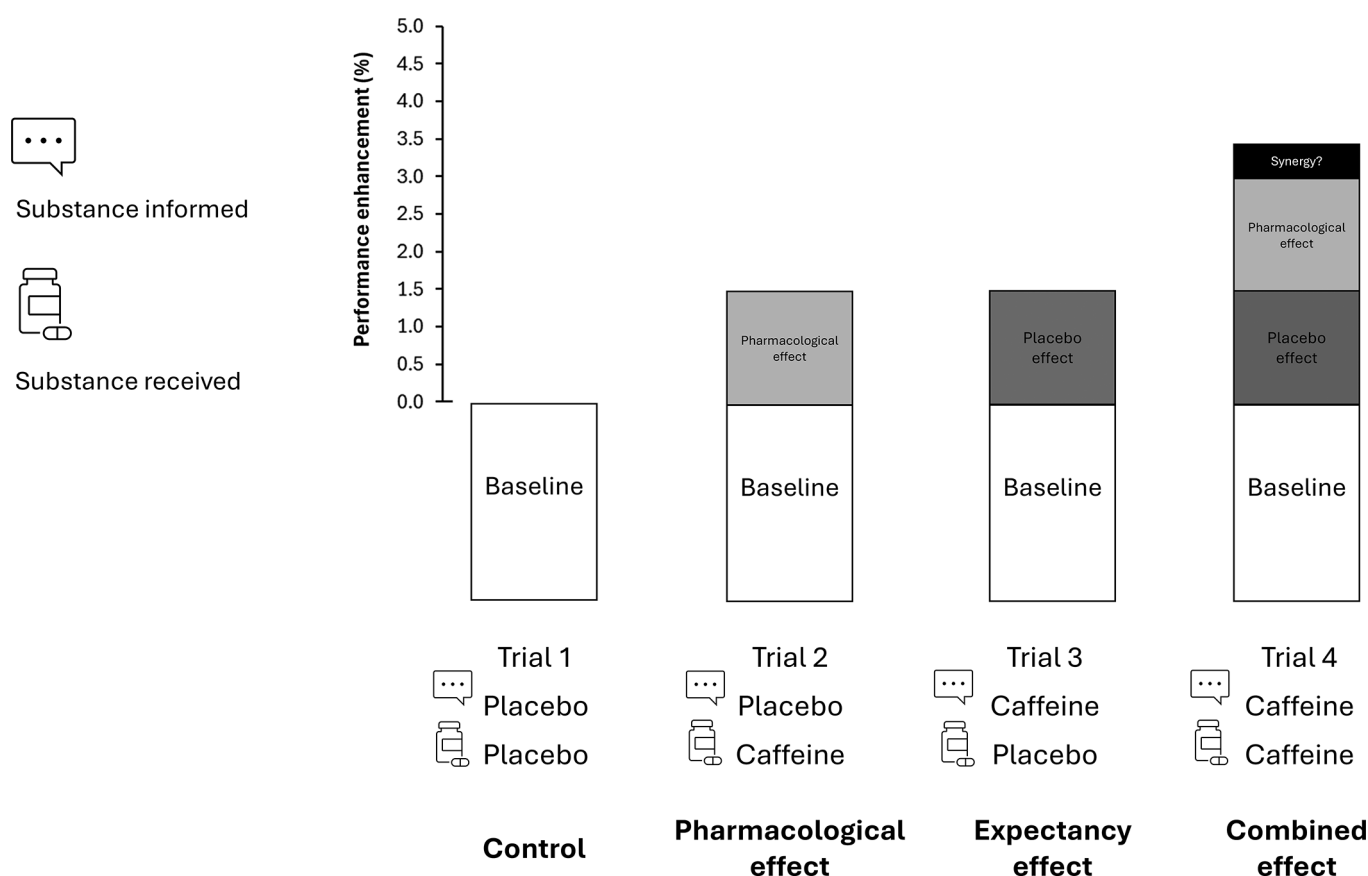 Substance informed
Substance received
Performance enhancement (%)
5.0
4.5
4.0
3.5
3.0
2.5
2.0
1.5
1.0
0.5
0.0
Baseline
Pharmacological
effect
Baseline
Placebo
effect
Baseline
Synergy?
Pharmacological
effect
Placebo
effect
Baseline
Trial 1
Placebo
Placebo
Control
Trial 2
Placebo
Caffeine
Pharmacological
effect
Trial 3
Caffeine
Placebo
Expectancy
effect
Trial 4
Caffeine
Caffeine
Combined
effect